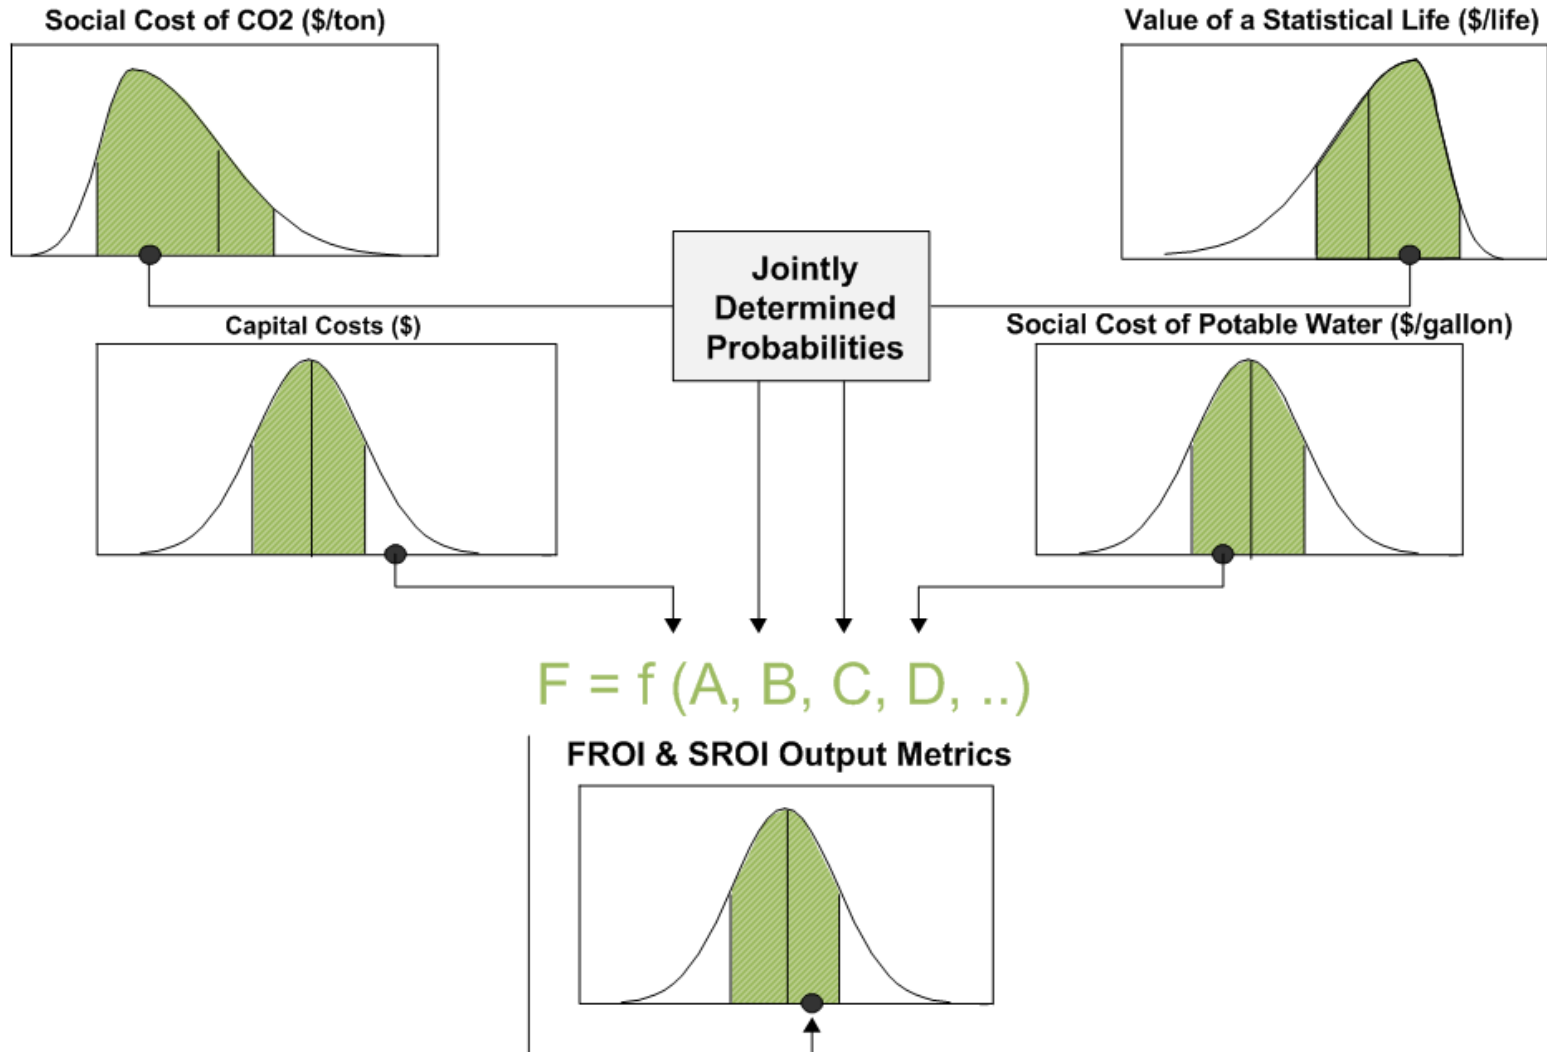 Social Cost of CO2 ($/ton)
Value of a Statistical Life ($/life)
Jointly
Determined
Probabilities
Capital Costs ($)
Social Cost of Potable Water ($/gallon)
F = f (A, B, C, D, ..)
FROI & SROI Output Metrics